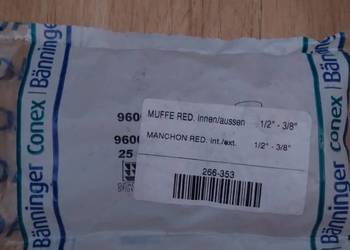 Bänninger Conex | Bänninger
MUFFE RED. innen/aussen 1/2" - 3/8"
MANCHON RED. int./ext. 1/2" - 3/8"
266-353
960
960
25
Bänninger Conex | Bänninger